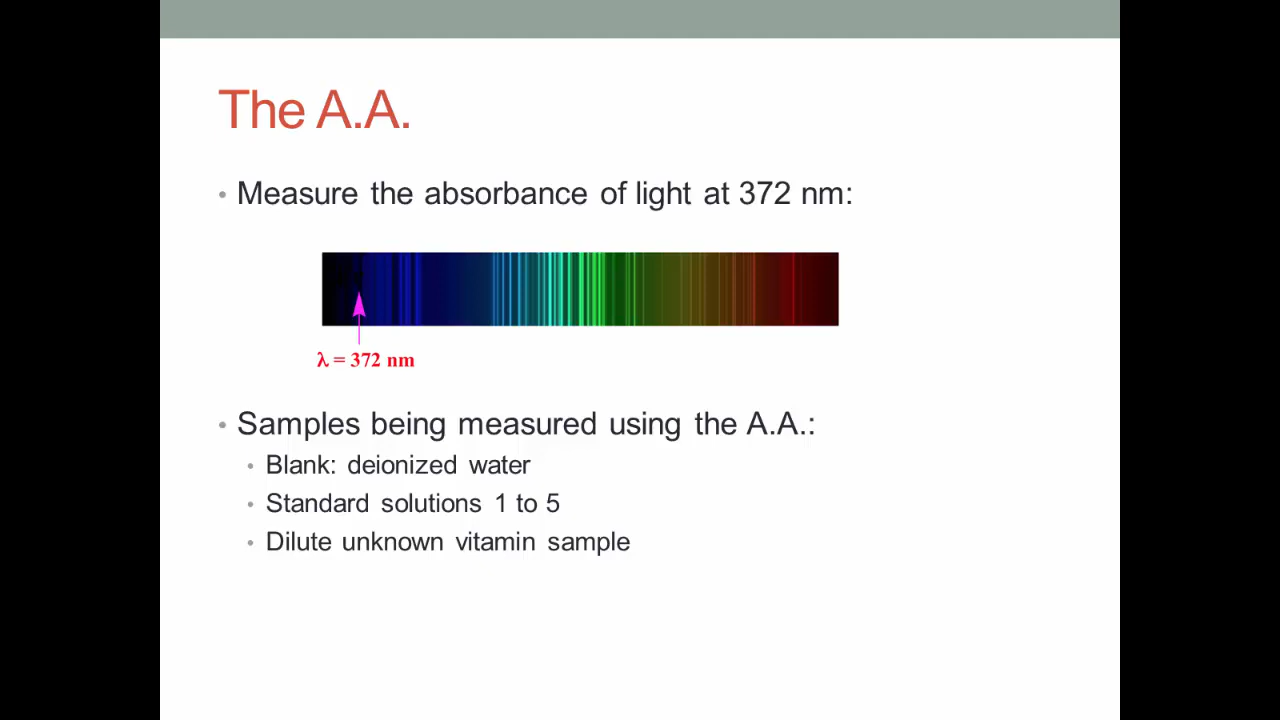 The A.A.
• Measure the absorbance of light at 372 nm:
λ = 372 nm
• Samples being measured using the A.A.:
• Blank: deionized water
• Standard solutions 1 to 5
• Dilute unknown vitamin sample